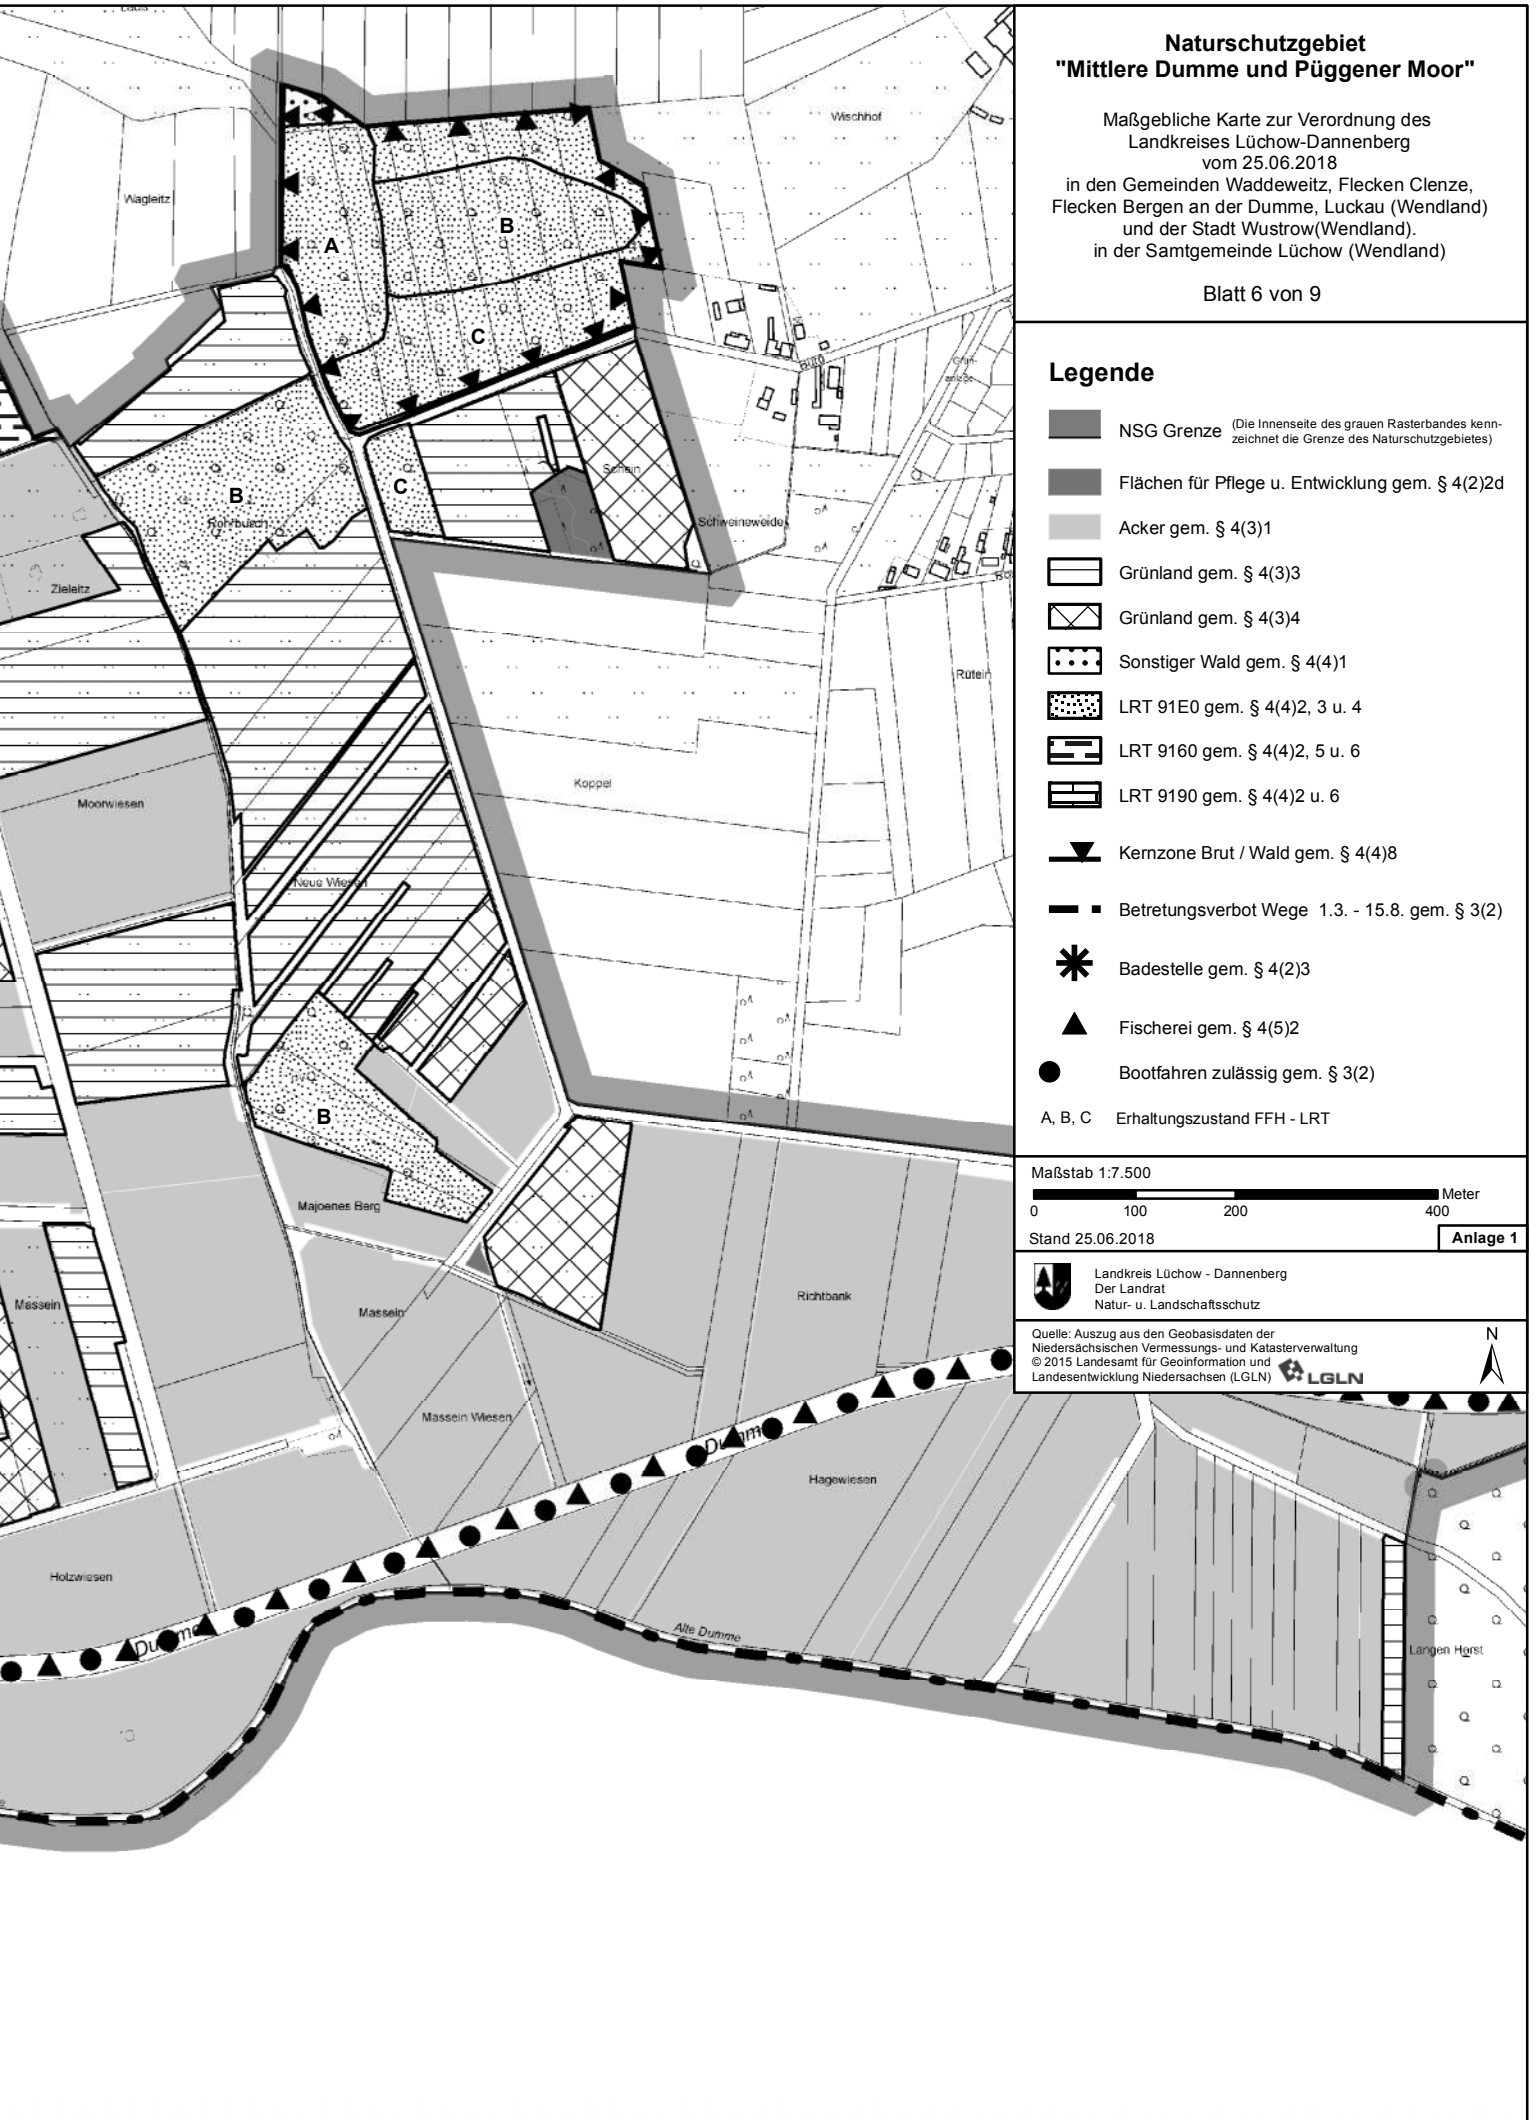 Naturschutzgebiet
"Mittlere Dumme und Püggener Moor"
Maßgebliche Karte zur Verordnung des
Landkreises Lüchow-Dannenberg
vom 25.06.2018
in den Gemeinden Waddeweitz, Flecken Clenze,
Flecken Bergen an der Dumme, Luckau (Wendland)
und der Stadt Wustrow(Wendland).
in der Samtgemeinde Lüchow (Wendland)
Blatt 6 von 9
Legende
NSG Grenze (Die Innenseite des grauen Rasterbandes kenn-
zeichnet die Grenze des Naturschutzgebietes)
Flächen für Pflege u. Entwicklung gem. § 4(2)2d
Acker gem. § 4(3)1
Grünland gem. § 4(3)3
Grünland gem. § 4(3)4
Sonstiger Wald gem. § 4(4)1
LRT 91E0 gem. § 4(4)2, 3 u. 4
LRT 9160 gem. § 4(4)2, 5 u. 6
LRT 9190 gem. § 4(4)2 u. 6
Kernzone Brut / Wald gem. § 4(4)8
Betretungsverbot Wege 1.3. - 15.8. gem. § 3(2)
Badestelle gem. § 4(2)3
Fischerei gem. § 4(5)2
Bootfahren zulässig gem. § 3(2)
A, B, C Erhaltungszustand FFH - LRT
Maßstab 1:7.500
Meter
0 100 200 400
Stand 25.06.2018
Anlage 1
Landkreis Lüchow - Dannenberg
Der Landrat
Natur- u. Landschaftsschutz
Quelle: Auszug aus den Geobasisdaten der
Niedersächsischen Vermessungs- und Katasterverwaltung
© 2015 Landesamt für Geoinformation und
Landesentwicklung Niedersachsen (LGLN)
LGLN
N
Wischhof
Wagleitz
A
B
C
Grün-
anlage
Schein
C
B
Rohrbusch
Schweineweide
Zieleitz
Rütein
Koppel
Moorwiesen
Neue Wiesen
B
Majoenes Berg
Massein
Massein
Richtbank
Massein Wiesen
Dumme
Hagewiesen
Holzwiesen
Dumme
Alte Dumme
Langen Horst